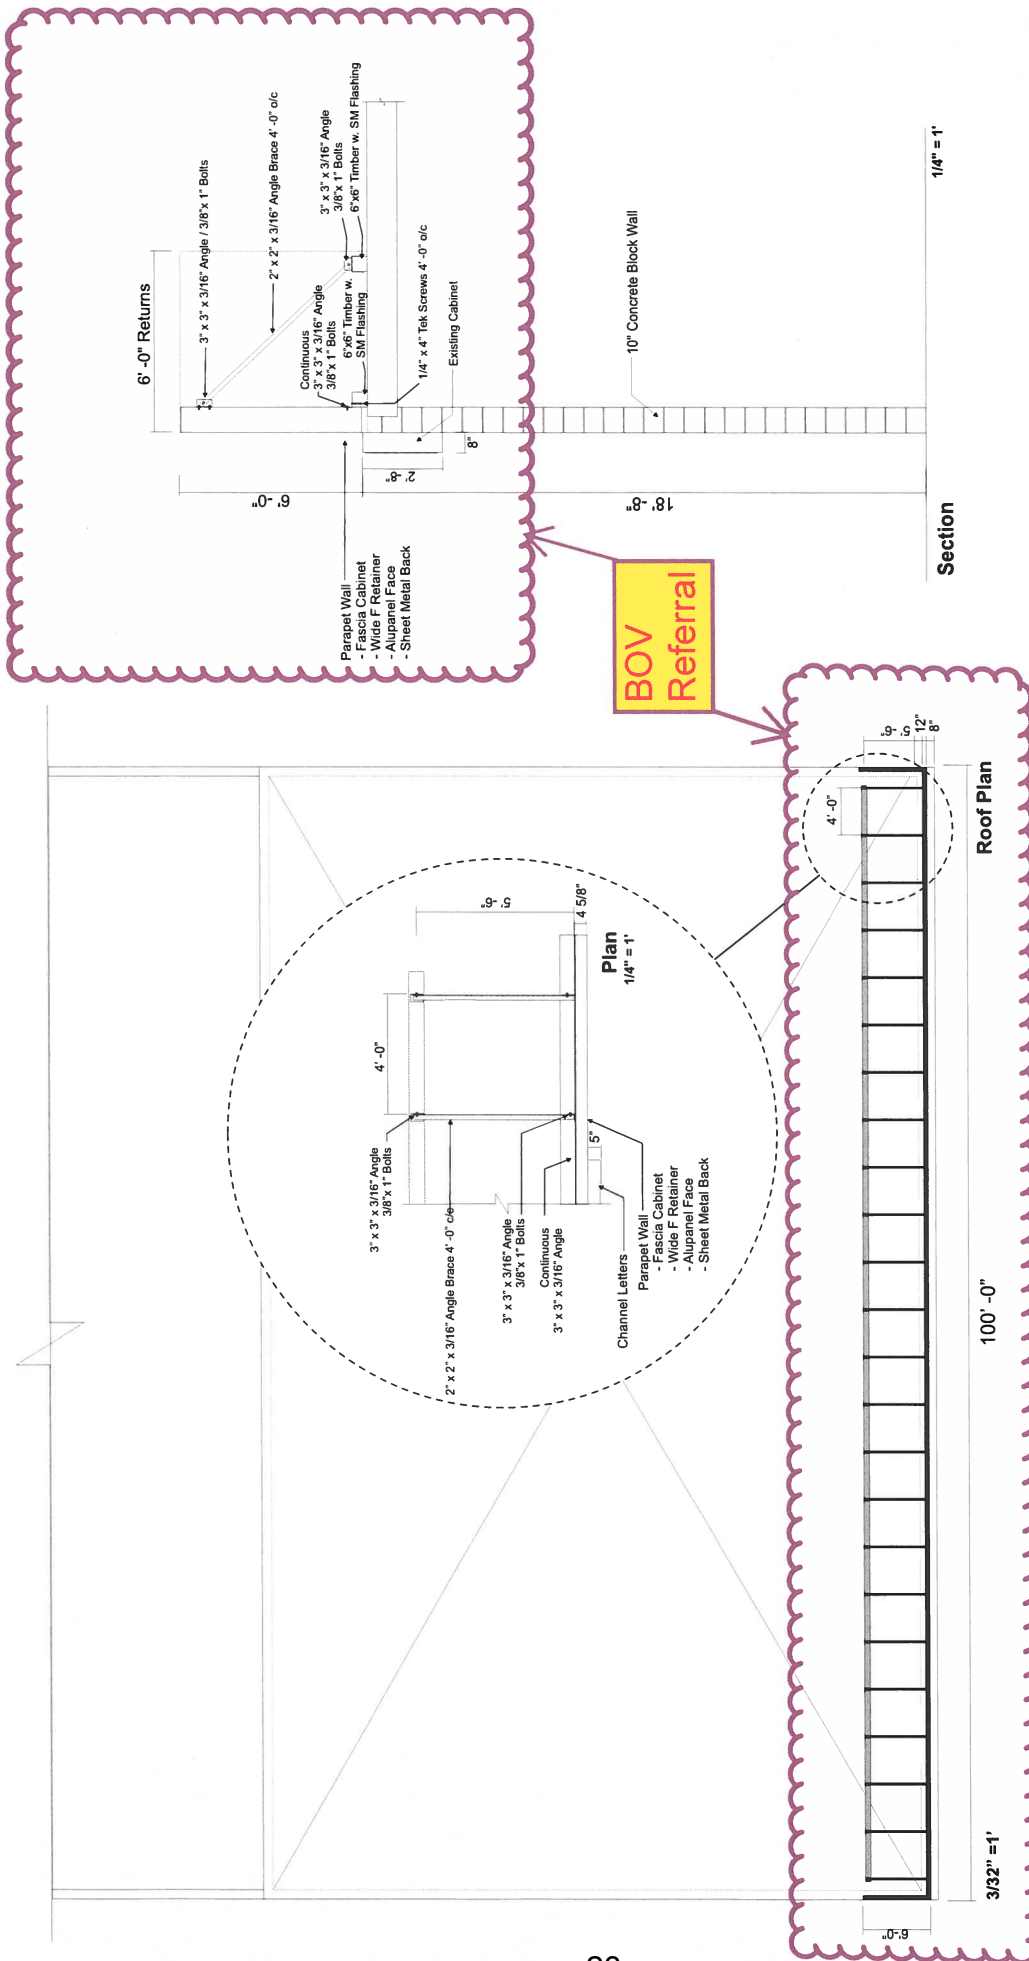 6' -0" Returns
3" x 3" x 3/16" Angle / 3/8"x 1" Bolts
2" x 2" x 3/16" Angle Brace 4' -0" o/c
3" x 3" x 3/16" Angle
3/8"x 1" Bolts
6"x6" Timber w. SM Flashing
Continuous
3" x 3" x 3/16" Angle
3/8"x 1" Bolts
6"x6" Timber w.
SM Flashing
1/4" x 4" Tek Screws 4' -0" o/c
Existing Cabinet
10" Concrete Block Wall
6' -0"
2' -8"
8"
18' -8"
Parapet Wall
- Fascia Cabinet
- Wide F Retainer
- Alupanel Face
- Sheet Metal Back
Section
1/4" = 1'
BOV
Referral
3" x 3" x 3/16" Angle
3/8"x 1" Bolts
4' -0"
5' -6"
4 5/8"
2" x 2" x 3/16" Angle Brace 4' -0" c/c
3" x 3" x 3/16" Angle
3/8"x 1" Bolts
Continuous
3" x 3" x 3/16" Angle
Channel Letters
5"
Parapet Wall
- Fascia Cabinet
- Wide F Retainer
- Alupanel Face
- Sheet Metal Back
Plan
1/4" = 1'
4' -0"
5' -6"
12"
8"
6' -0"
100' -0"
3/32" =1'
Roof Plan